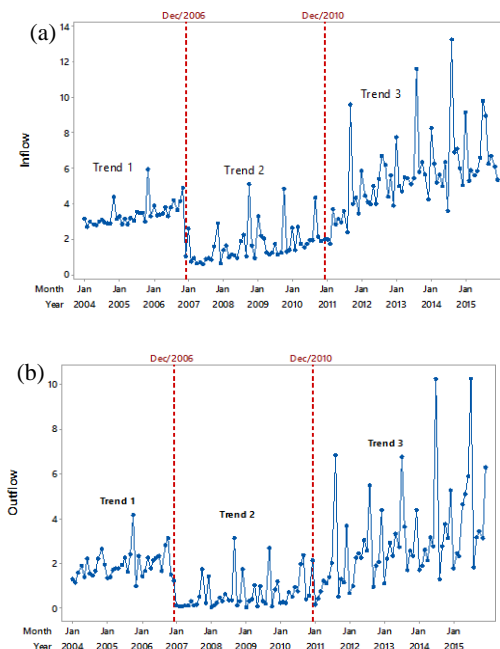 (a)
Dec/2006 Dec/2010
14
12
10
8
6
4
2
0
Inflow
Trend 1
Trend 2
Trend 3
Month Jan Jan Jan Jan Jan Jan Jan Jan Jan Jan Jan Jan
Year 2004 2005 2006 2007 2008 2009 2010 2011 2012 2013 2014 2015
(b)
Dec/2006 Dec/2010
10
8
6
4
2
0
Outflow
Trend 1
Trend 2
Trend 3
Month Jan Jan Jan Jan Jan Jan Jan Jan Jan Jan Jan Jan
Year 2004 2005 2006 2007 2008 2009 2010 2011 2012 2013 2014 2015